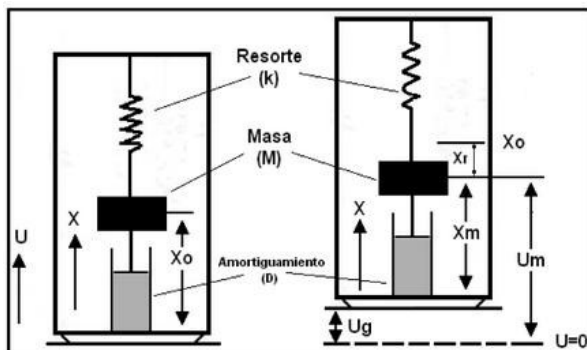 Resorte
(k)
Xo
Xr
Masa
(M)
U
X
Xo
X
Xm
Um
Amortiguamiento
(D)
Ug
U=0